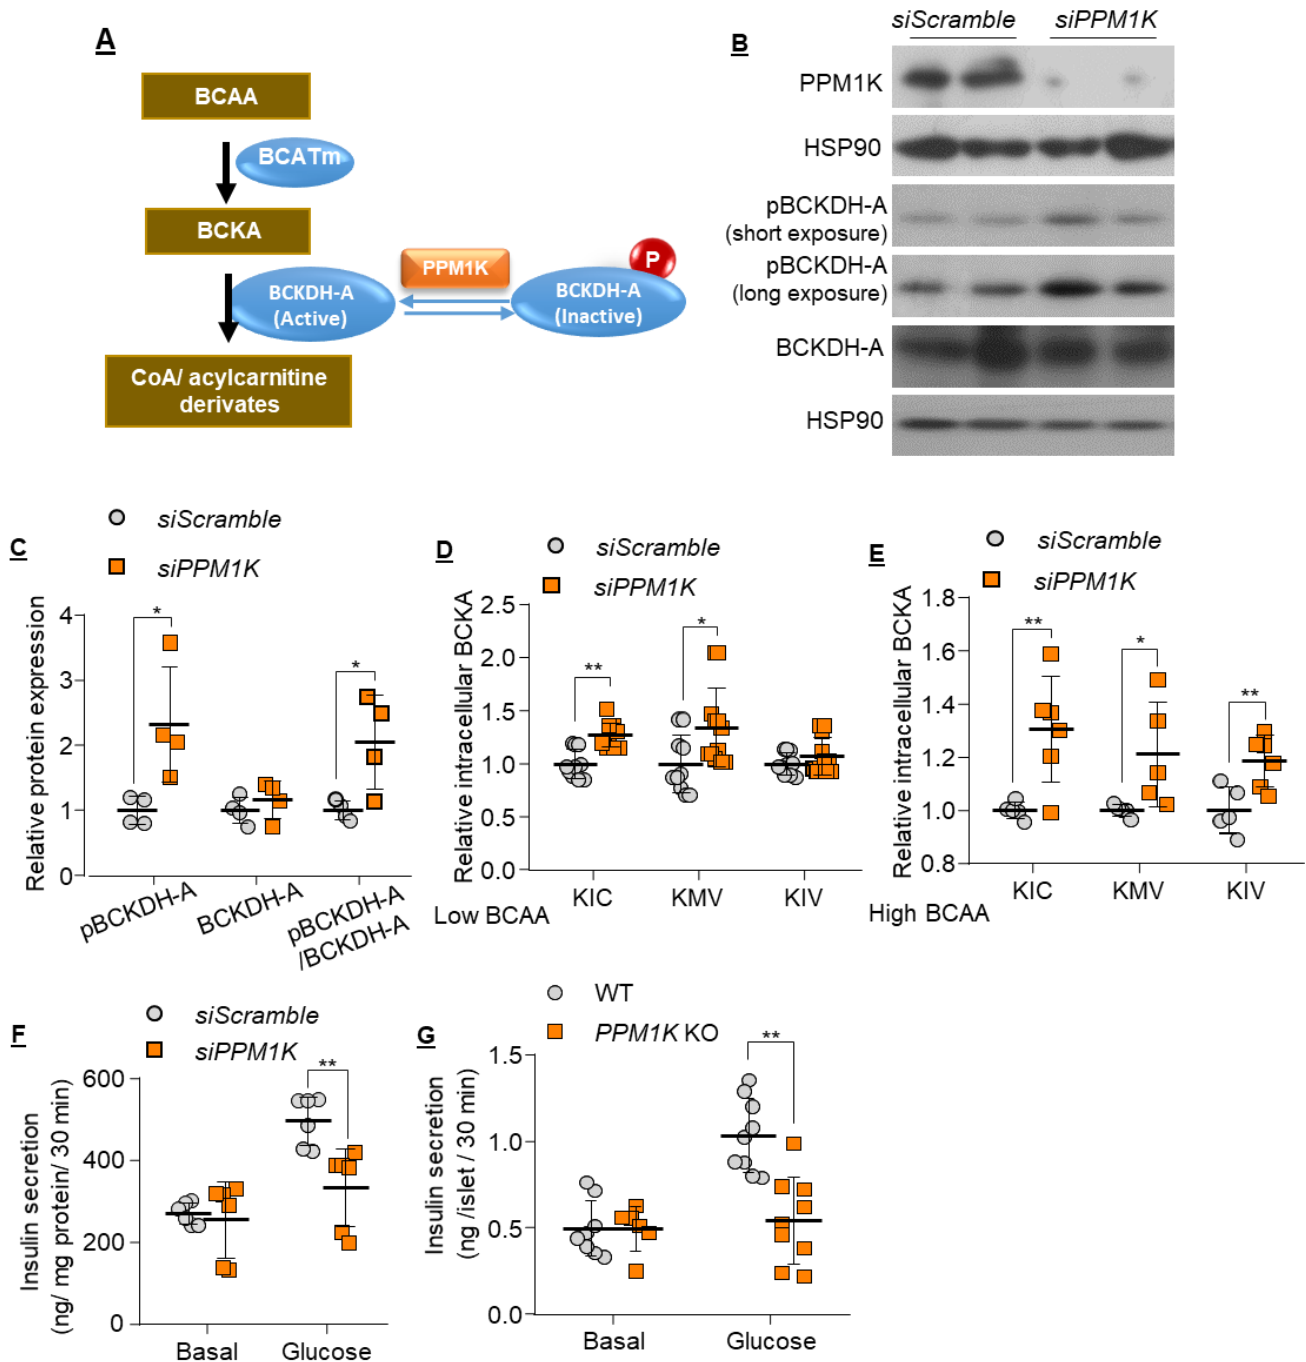 A
BCAA
BCATm
BCKA
PPM1K
P
BCKDH-A
(Active)
BCKDH-A
(Inactive)
CoA/ acylcarnitine
derivates
B
siScramble siPPM1K
PPM1K
HSP90
pBCKDH-A
(short exposure)
pBCKDH-A
(long exposure)
BCKDH-A
HSP90
C
siScramble
siPPM1K
Relative protein expression
4
3
2
1
0
*
*
pBCKDH-A
BCKDH-A
pBCKDH-A
/BCKDH-A
D
siScramble
siPPM1K
Relative intracellular BCKA
2.5
2.0
1.5
1.0
0.5
0.0
**
*
KIC KMV KIV
Low BCAA
E
siScramble
siPPM1K
Relative intracellular BCKA
1.8
1.6
1.4
1.2
1.0
0.8
**
*
**
KIC KMV KIV
High BCAA
F
siScramble
siPPM1K
Insulin secretion
(ng/ mg protein/ 30 min)
600
400
200
0
**
Basal Glucose
G
WT
PPM1K KO
Insulin secretion
(ng /islet / 30 min)
1.5
1.0
0.5
0.0
**
Basal Glucose